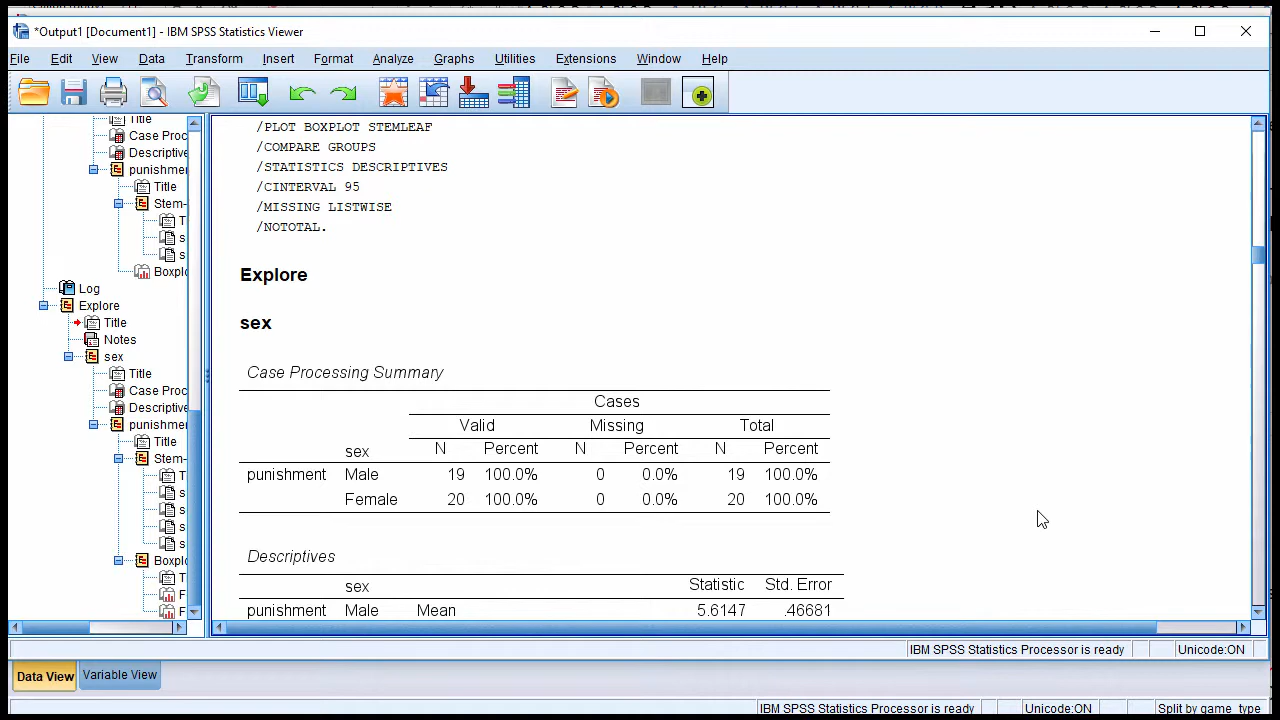 *Output1 [Document1] - IBM SPSS Statistics Viewer
File Edit View Data Transform Insert Format Analyze Graphs Utilities Extensions Window Help
Title
Case Proc
Descriptive
punishme
Title
Stem-
T
s
s
Boxplo
Log
Explore
Title
Notes
sex
Title
Case Proc
Descriptive
punishme
Title
Stem-
T
s
s
s
s
Boxplo
T
F
F
/PLOT BOXPLOT STEMLEAF
/COMPARE GROUPS
/STATISTICS DESCRIPTIVES
/CINTERVAL 95
/MISSING LISTWISE
/NOTOTAL.
Explore
sex
Case Processing Summary
Cases
Valid Missing Total
sex N Percent N Percent N Percent
punishment Male 19 100.0% 0 0.0% 19 100.0%
Female 20 100.0% 0 0.0% 20 100.0%
Descriptives
sex Statistic Std. Error
punishment Male Mean 5.6147 .46681
IBM SPSS Statistics Processor is ready Unicode:ON
Data View Variable View
IBM SPSS Statistics Processor is ready Unicode:ON Split by game_type